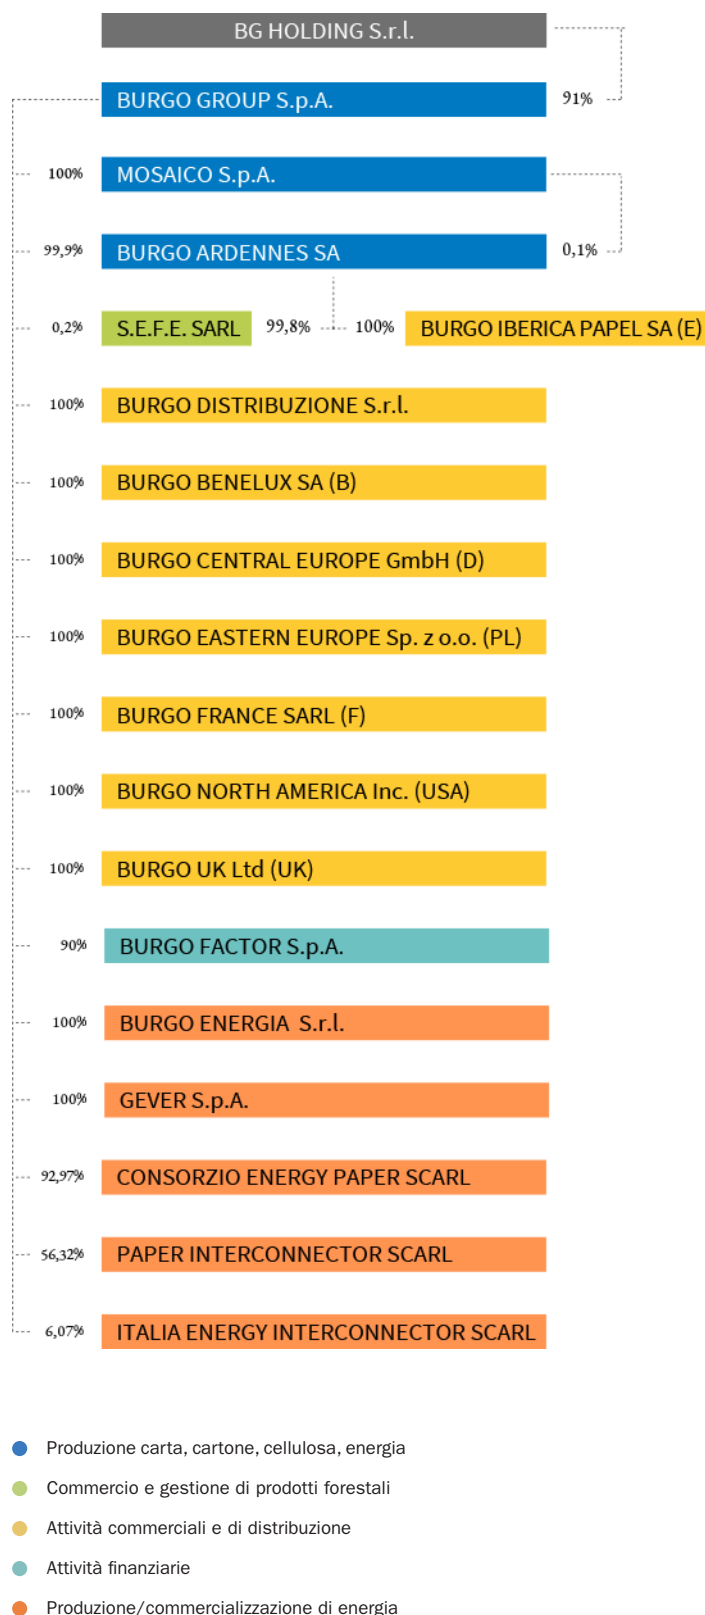 BG HOLDING S.r.l.
BURGO GROUP S.p.A. 91%
100% MOSAICO S.p.A.
99,9% BURGO ARDENNES SA 0,1%
0,2% S.E.F.E. SARL 99,8% 100% BURGO IBERICA PAPEL SA (E)
100% BURGO DISTRIBUZIONE S.r.l.
100% BURGO BENELUX SA (B)
100% BURGO CENTRAL EUROPE GmbH (D)
100% BURGO EASTERN EUROPE Sp. z o.o. (PL)
100% BURGO FRANCE SARL (F)
100% BURGO NORTH AMERICA Inc. (USA)
100% BURGO UK Ltd (UK)
90% BURGO FACTOR S.p.A.
100% BURGO ENERGIA S.r.l.
100% GEVER S.p.A.
92,97% CONSORZIO ENERGY PAPER SCARL
56,32% PAPER INTERCONNECTOR SCARL
6,07% ITALIA ENERGY INTERCONNECTOR SCARL
Produzione carta, cartone, cellulosa, energia
Commercio e gestione di prodotti forestali
Attività commerciali e di distribuzione
Attività finanziarie
Produzione/commercializzazione di energia